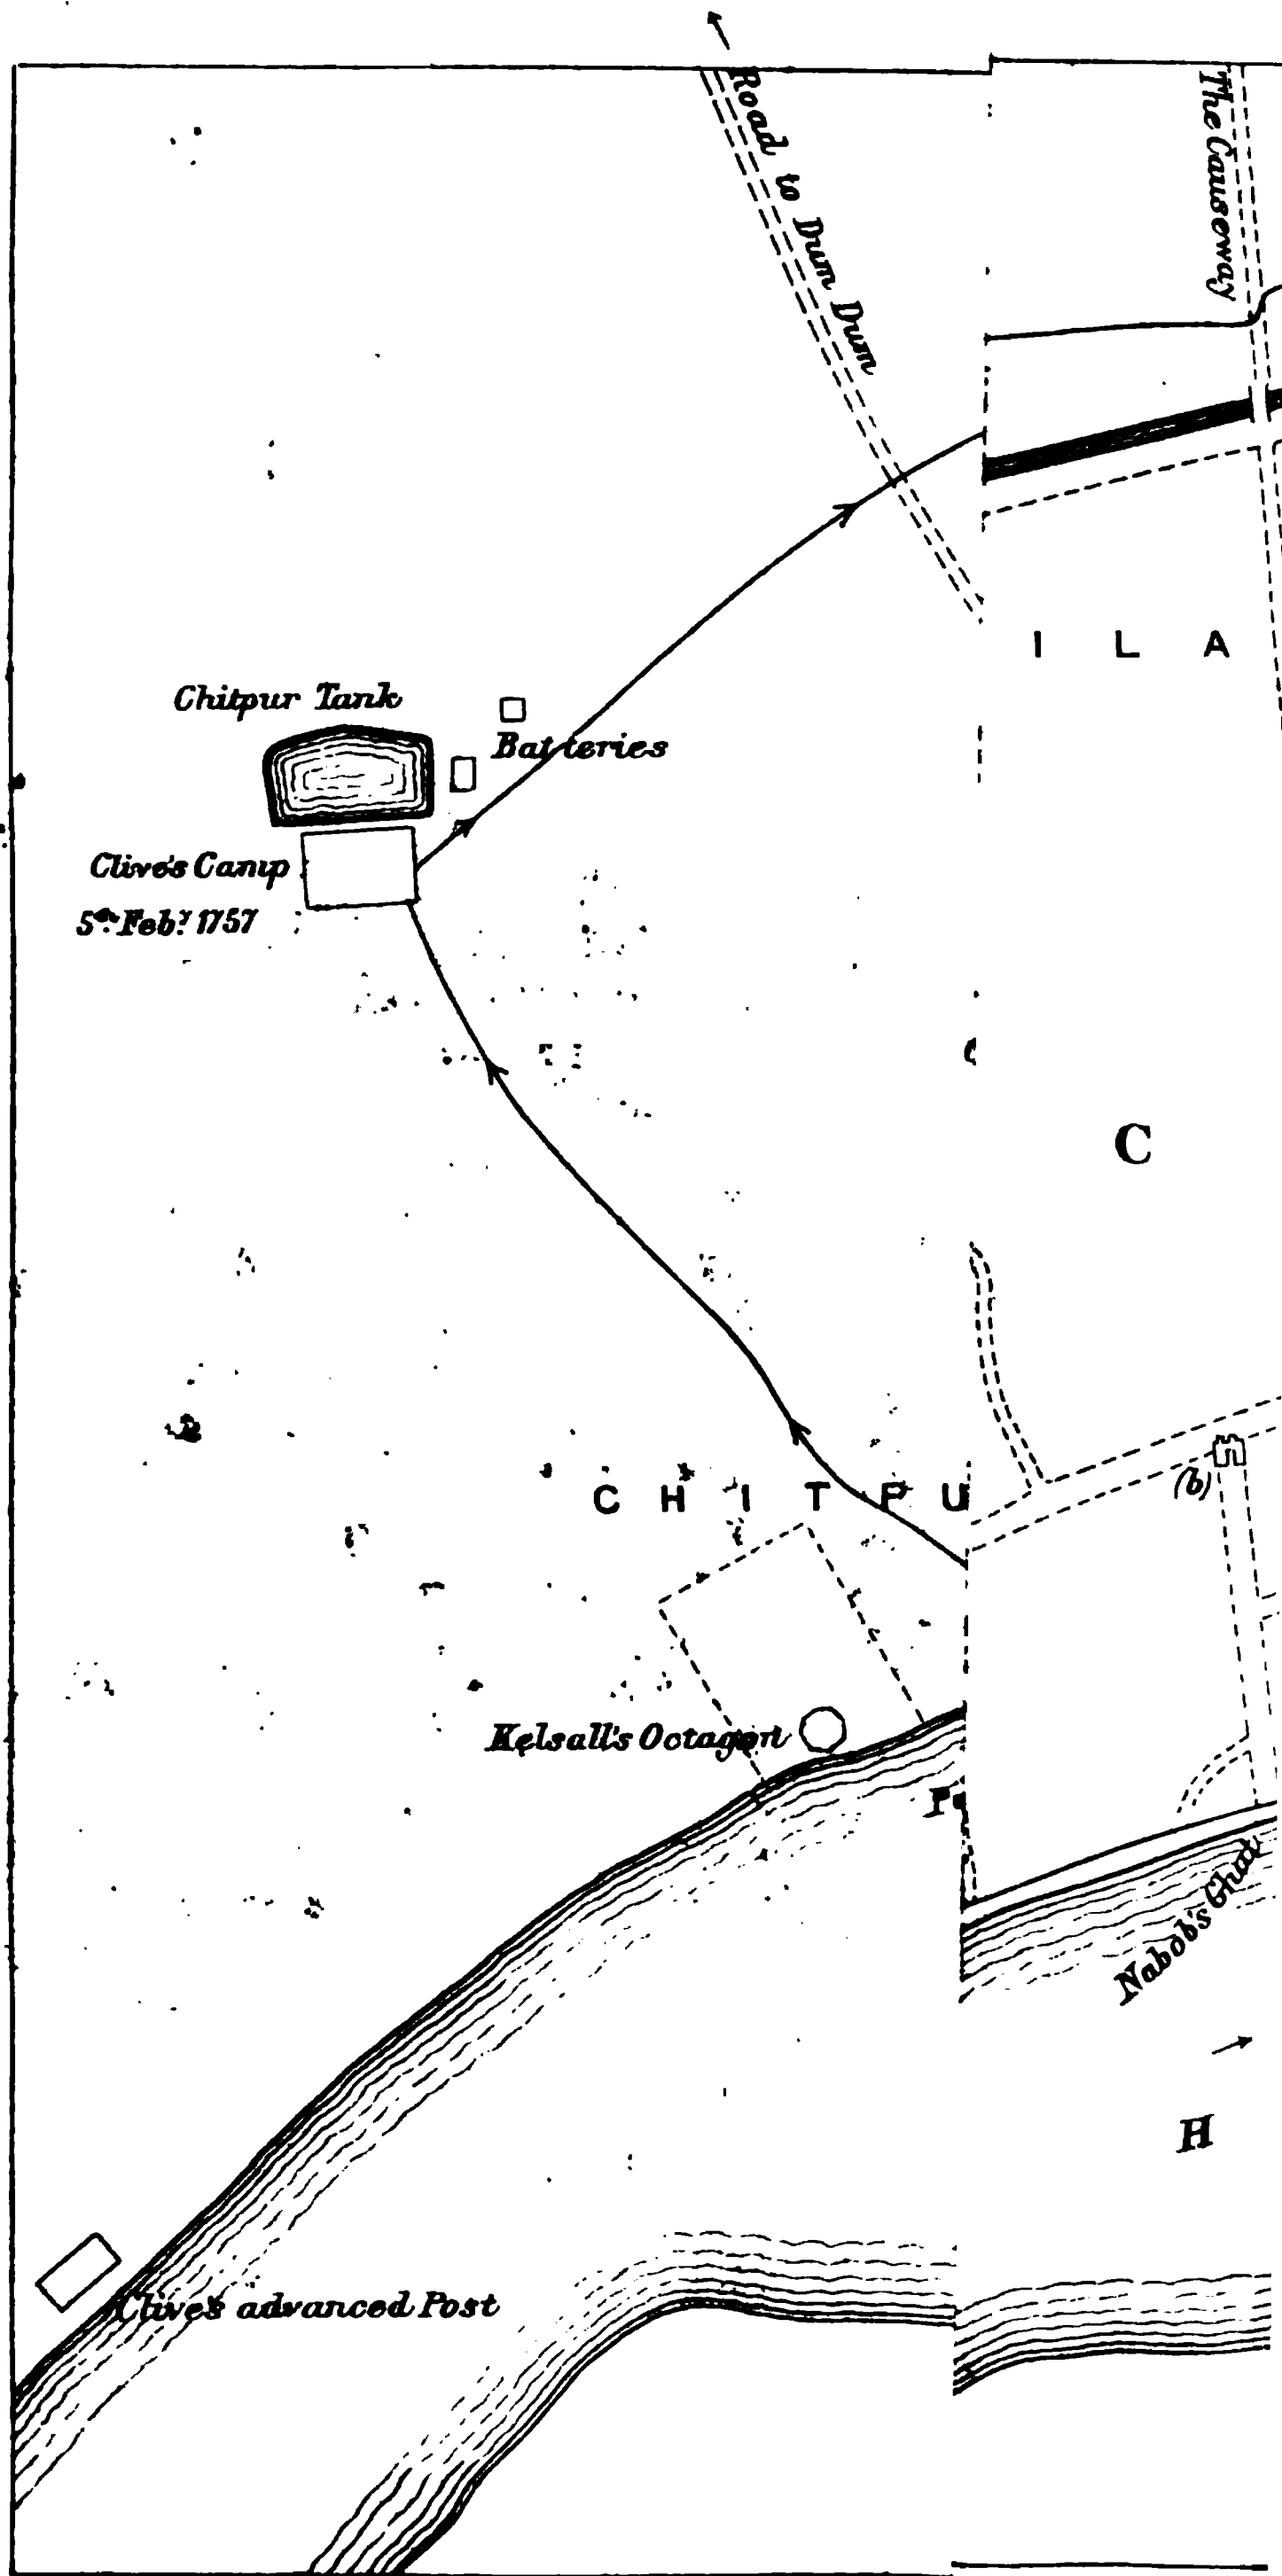 Road to Dum Dum
The Causeway
I L A
Chitpur Tank
Batteries
Clive's Camp
5th Feby. 1757
C
C H I T P U
(b)
Kelsall's Octagon
Nabob's Ghat
H
Clive's advanced Post